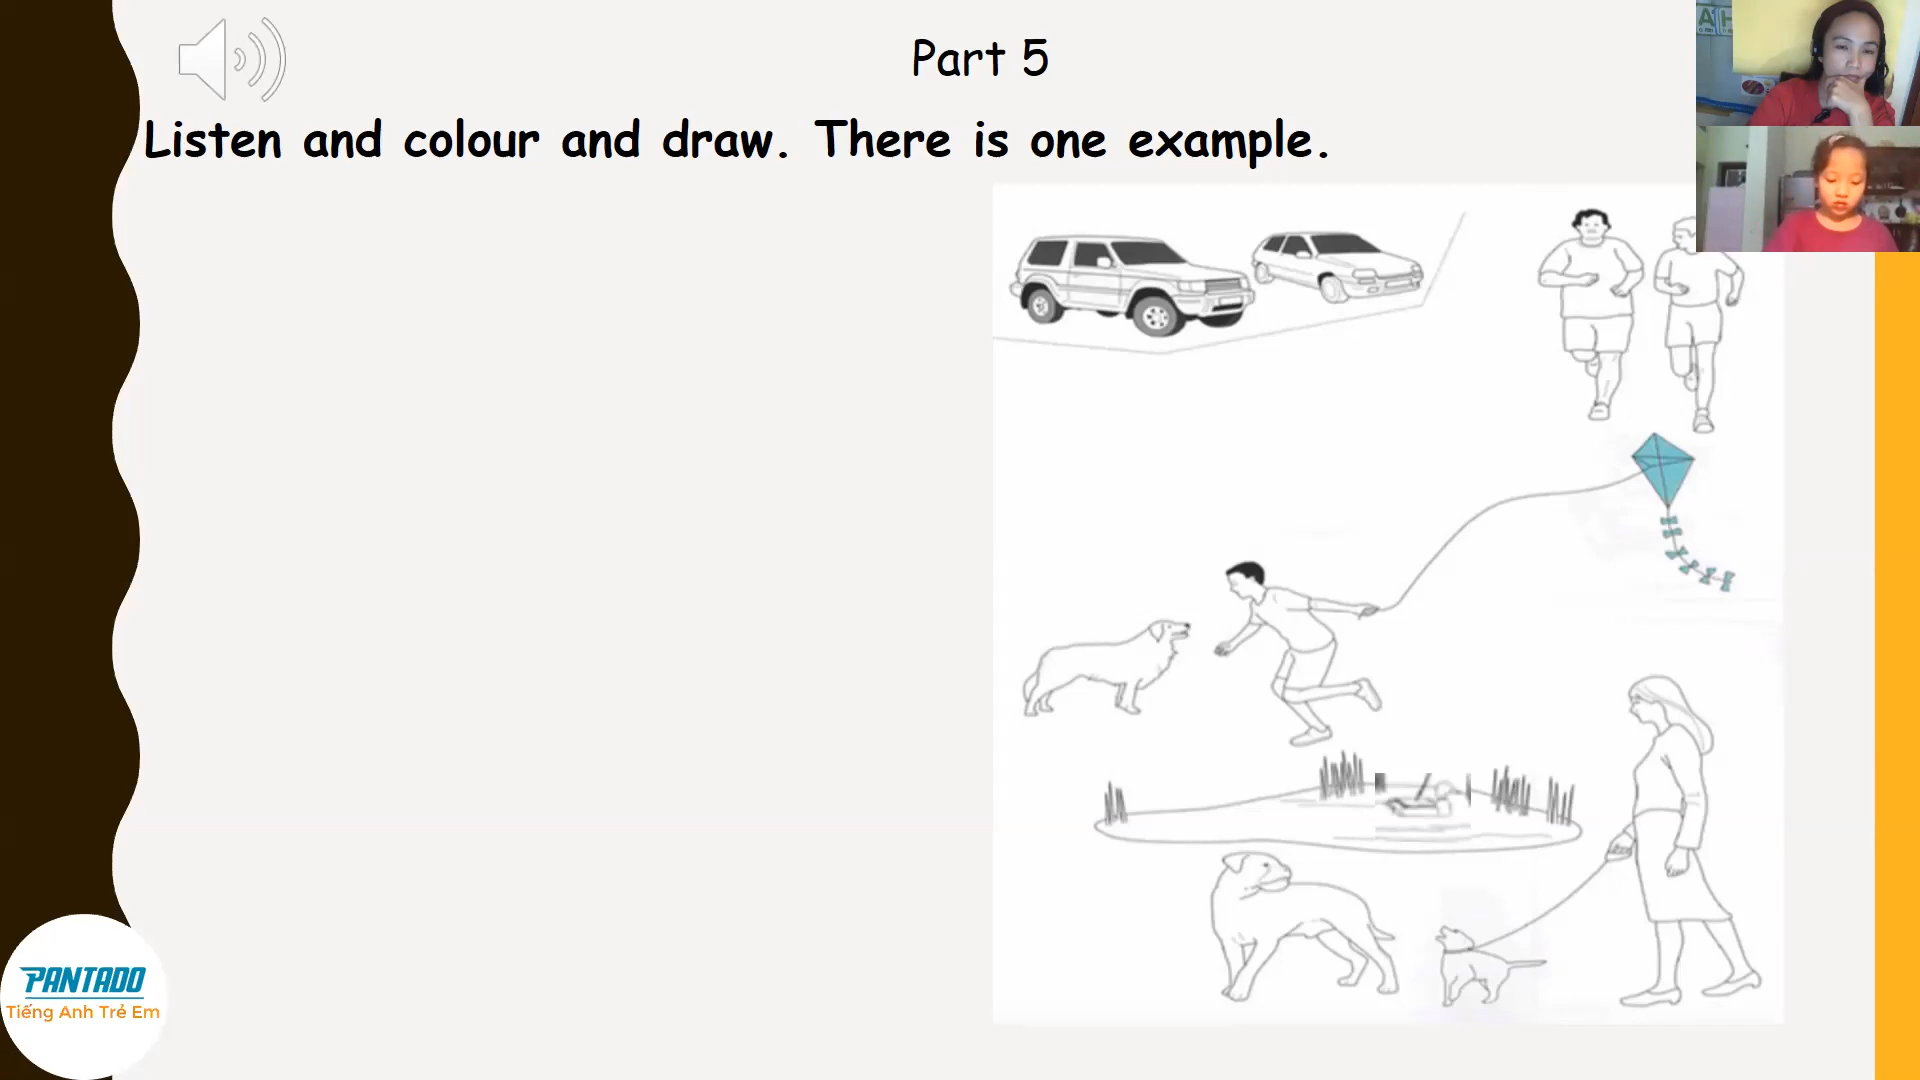 Part 5
Listen and colour and draw. There is one example.
PANTADO
Tiếng Anh Trẻ Em